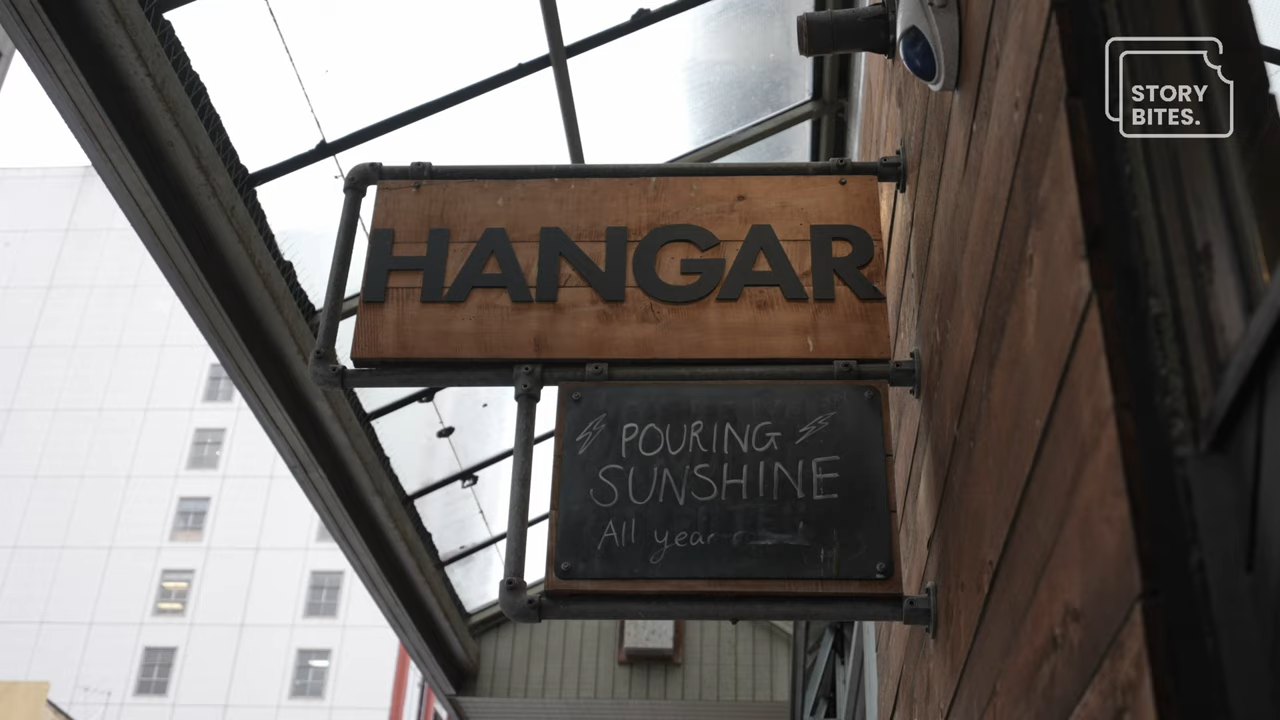 STORY
BITES.
HANGAR
POURING
SUNSHINE
All year